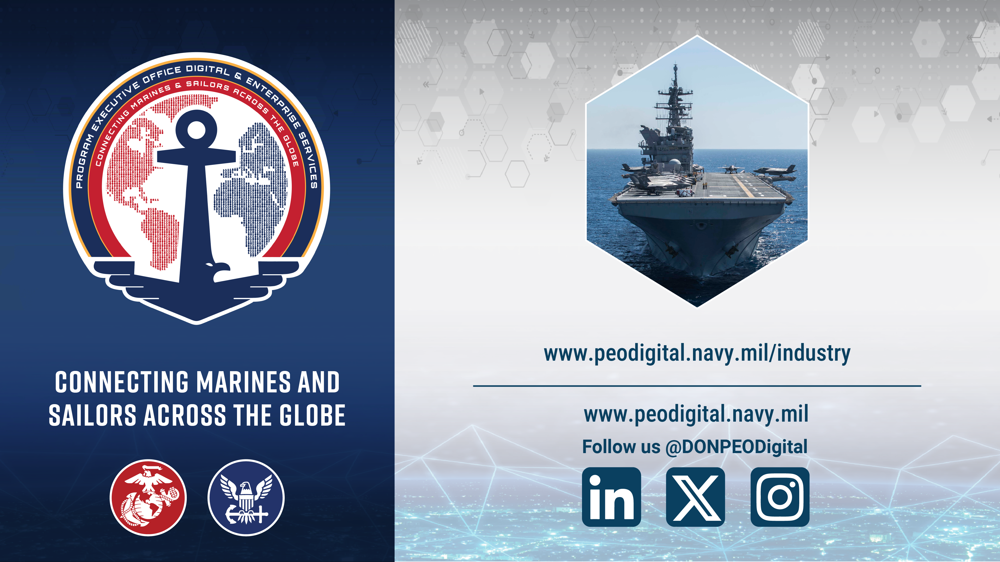 PROGRAM EXECUTIVE OFFICE DIGITAL & ENTERPRISE SERVICES
CONNECTING MARINES & SAILORS ACROSS THE GLOBE
CONNECTING MARINES AND
SAILORS ACROSS THE GLOBE
www.peodigital.navy.mil/industry
www.peodigital.navy.mil
Follow us @DONPEODigital
in
X